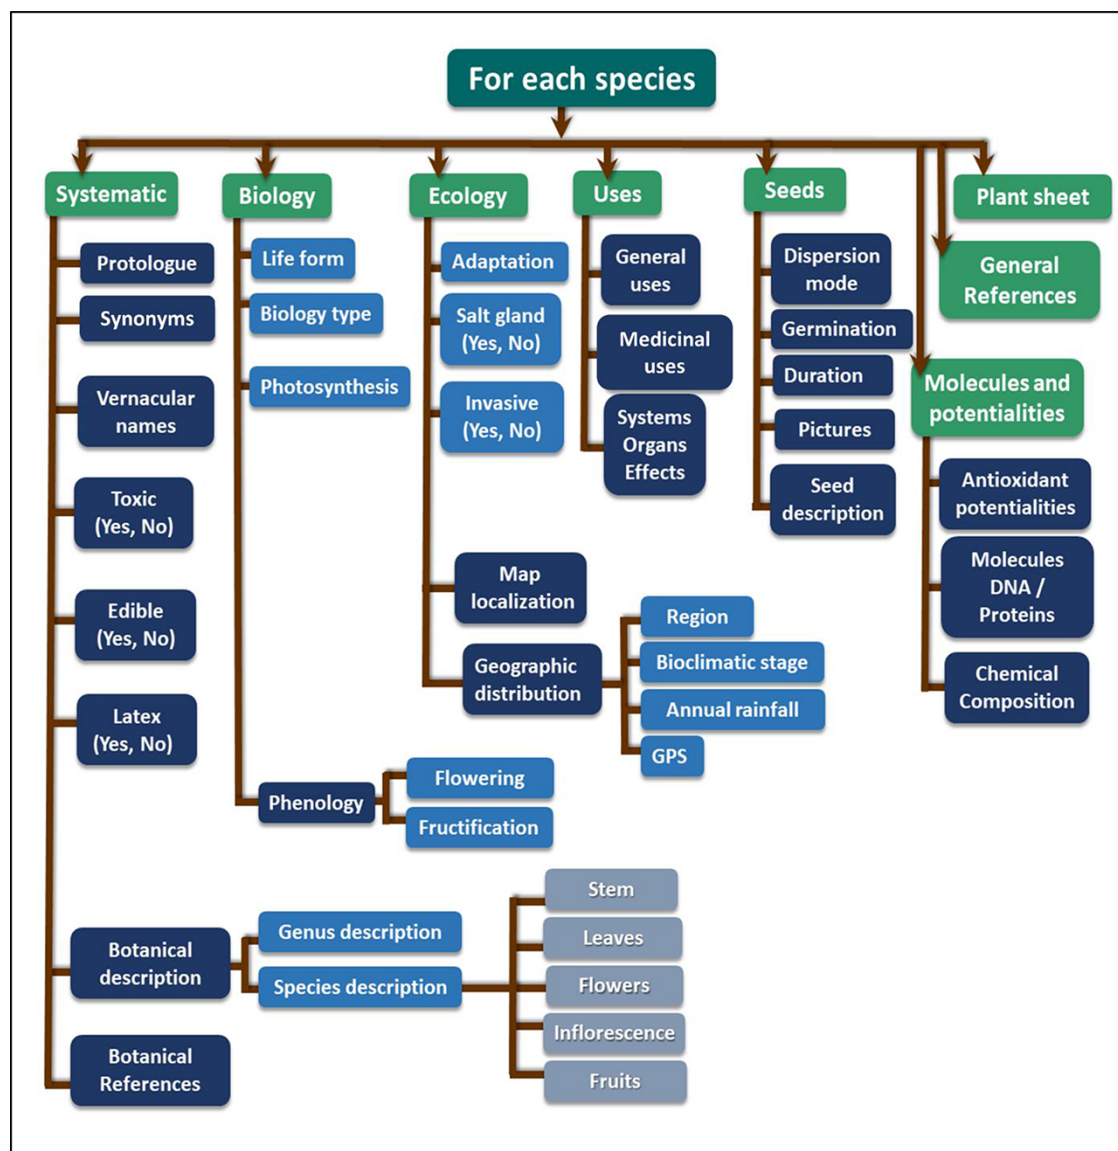 For each species
Systematic
Protologue
Synonyms
Vernacular
names
Toxic
(Yes, No)
Edible
(Yes, No)
Latex
(Yes, No)
Botanical
description
Genus description
Species description
Stem
Leaves
Flowers
Inflorescence
Fruits
Botanical
References
Biology
Life form
Biology type
Photosynthesis
Phenology
Flowering
Fructification
Ecology
Adaptation
Salt gland
(Yes, No)
Invasive
(Yes, No)
Map
localization
Geographic
distribution
Region
Bioclimatic stage
Annual rainfall
GPS
Uses
General
uses
Medicinal
uses
Systems
Organs
Effects
Seeds
Dispersion
mode
Germination
Duration
Pictures
Seed
description
Plant sheet
General
References
Molecules and
potentialities
Antioxidant
potentialities
Molecules
DNA /
Proteins
Chemical
Composition